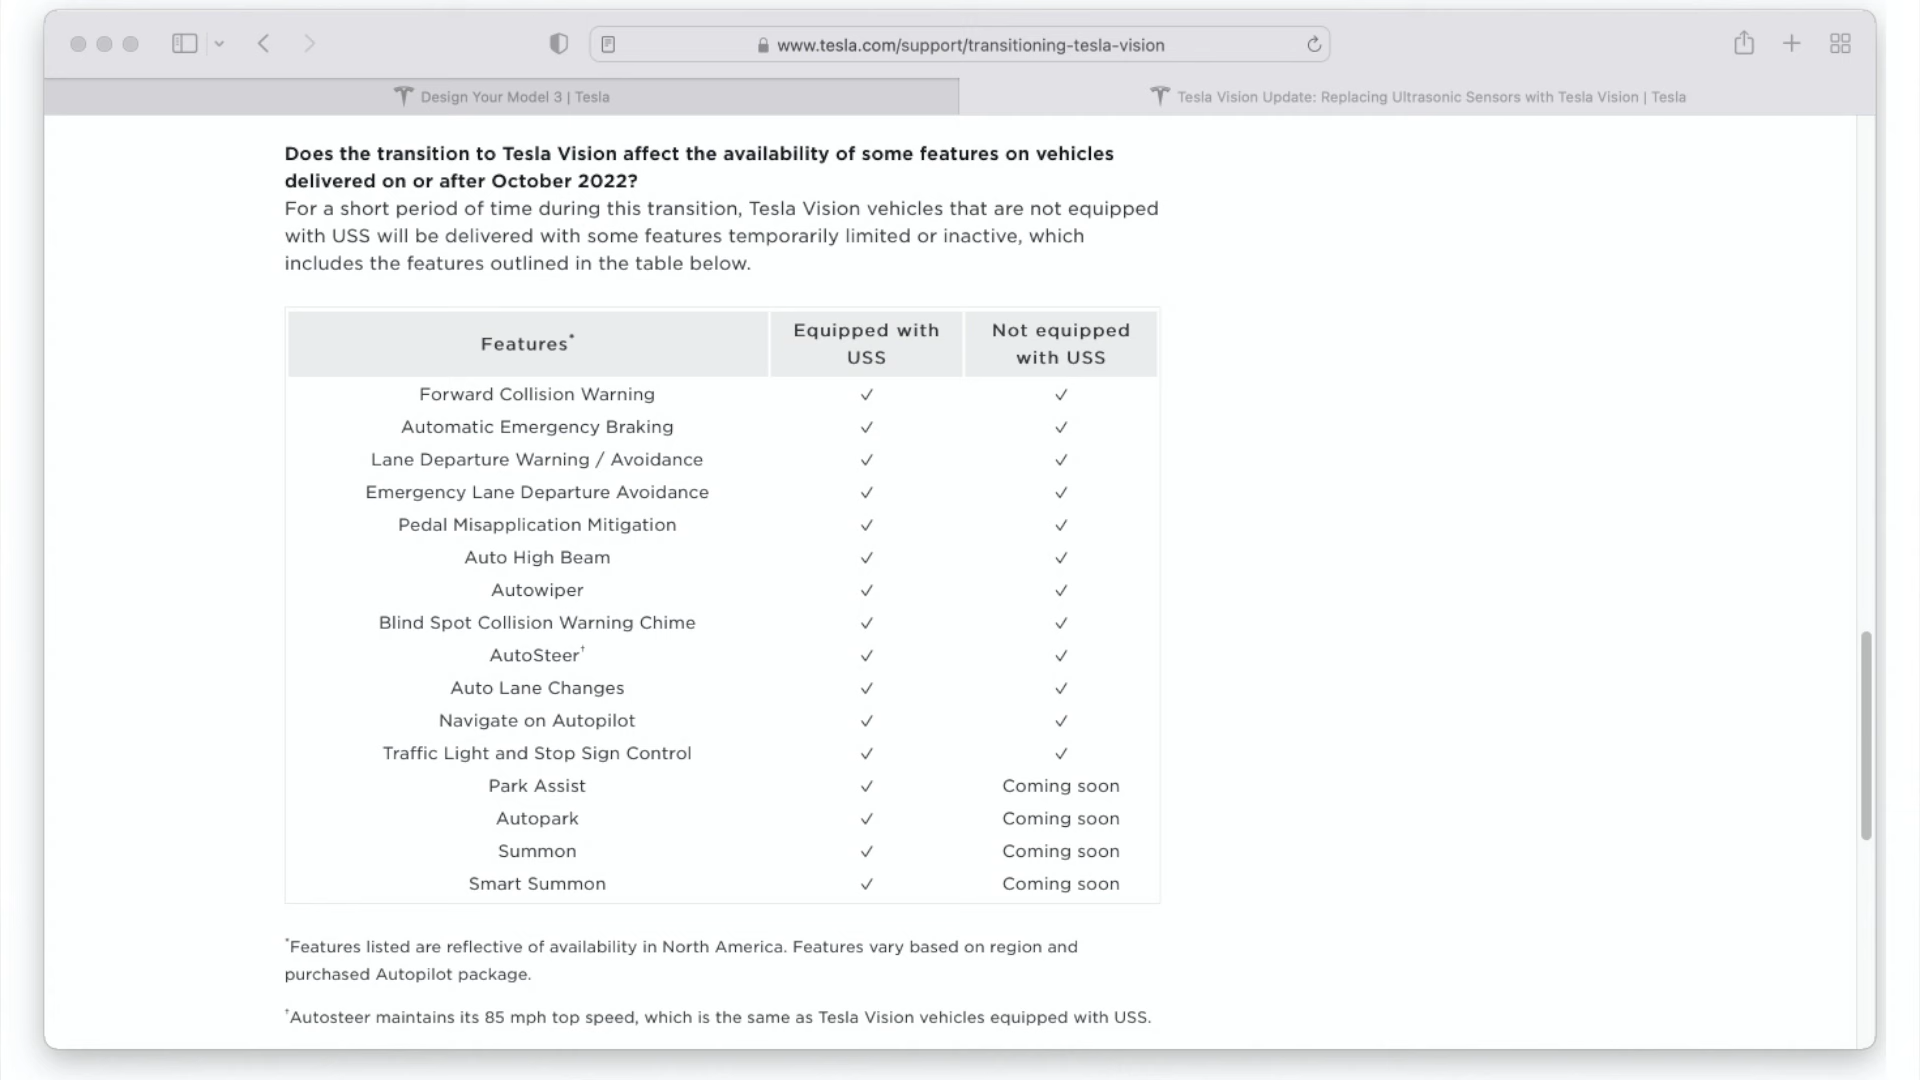 www.tesla.com/support/transitioning-tesla-vision
Design Your Model 3 | Tesla
Tesla Vision Update: Replacing Ultrasonic Sensors with Tesla Vision | Tesla
Does the transition to Tesla Vision affect the availability of some features on vehicles
delivered on or after October 2022?
For a short period of time during this transition, Tesla Vision vehicles that are not equipped
with USS will be delivered with some features temporarily limited or inactive, which
includes the features outlined in the table below.
Features* Equipped with USS Not equipped with USS
Forward Collision Warning ✓ ✓
Automatic Emergency Braking ✓ ✓
Lane Departure Warning / Avoidance ✓ ✓
Emergency Lane Departure Avoidance ✓ ✓
Pedal Misapplication Mitigation ✓ ✓
Auto High Beam ✓ ✓
Autowiper ✓ ✓
Blind Spot Collision Warning Chime ✓ ✓
AutoSteer† ✓ ✓
Auto Lane Changes ✓ ✓
Navigate on Autopilot ✓ ✓
Traffic Light and Stop Sign Control ✓ ✓
Park Assist ✓ Coming soon
Autopark ✓ Coming soon
Summon ✓ Coming soon
Smart Summon ✓ Coming soon
*Features listed are reflective of availability in North America. Features vary based on region and
purchased Autopilot package.
†Autosteer maintains its 85 mph top speed, which is the same as Tesla Vision vehicles equipped with USS.